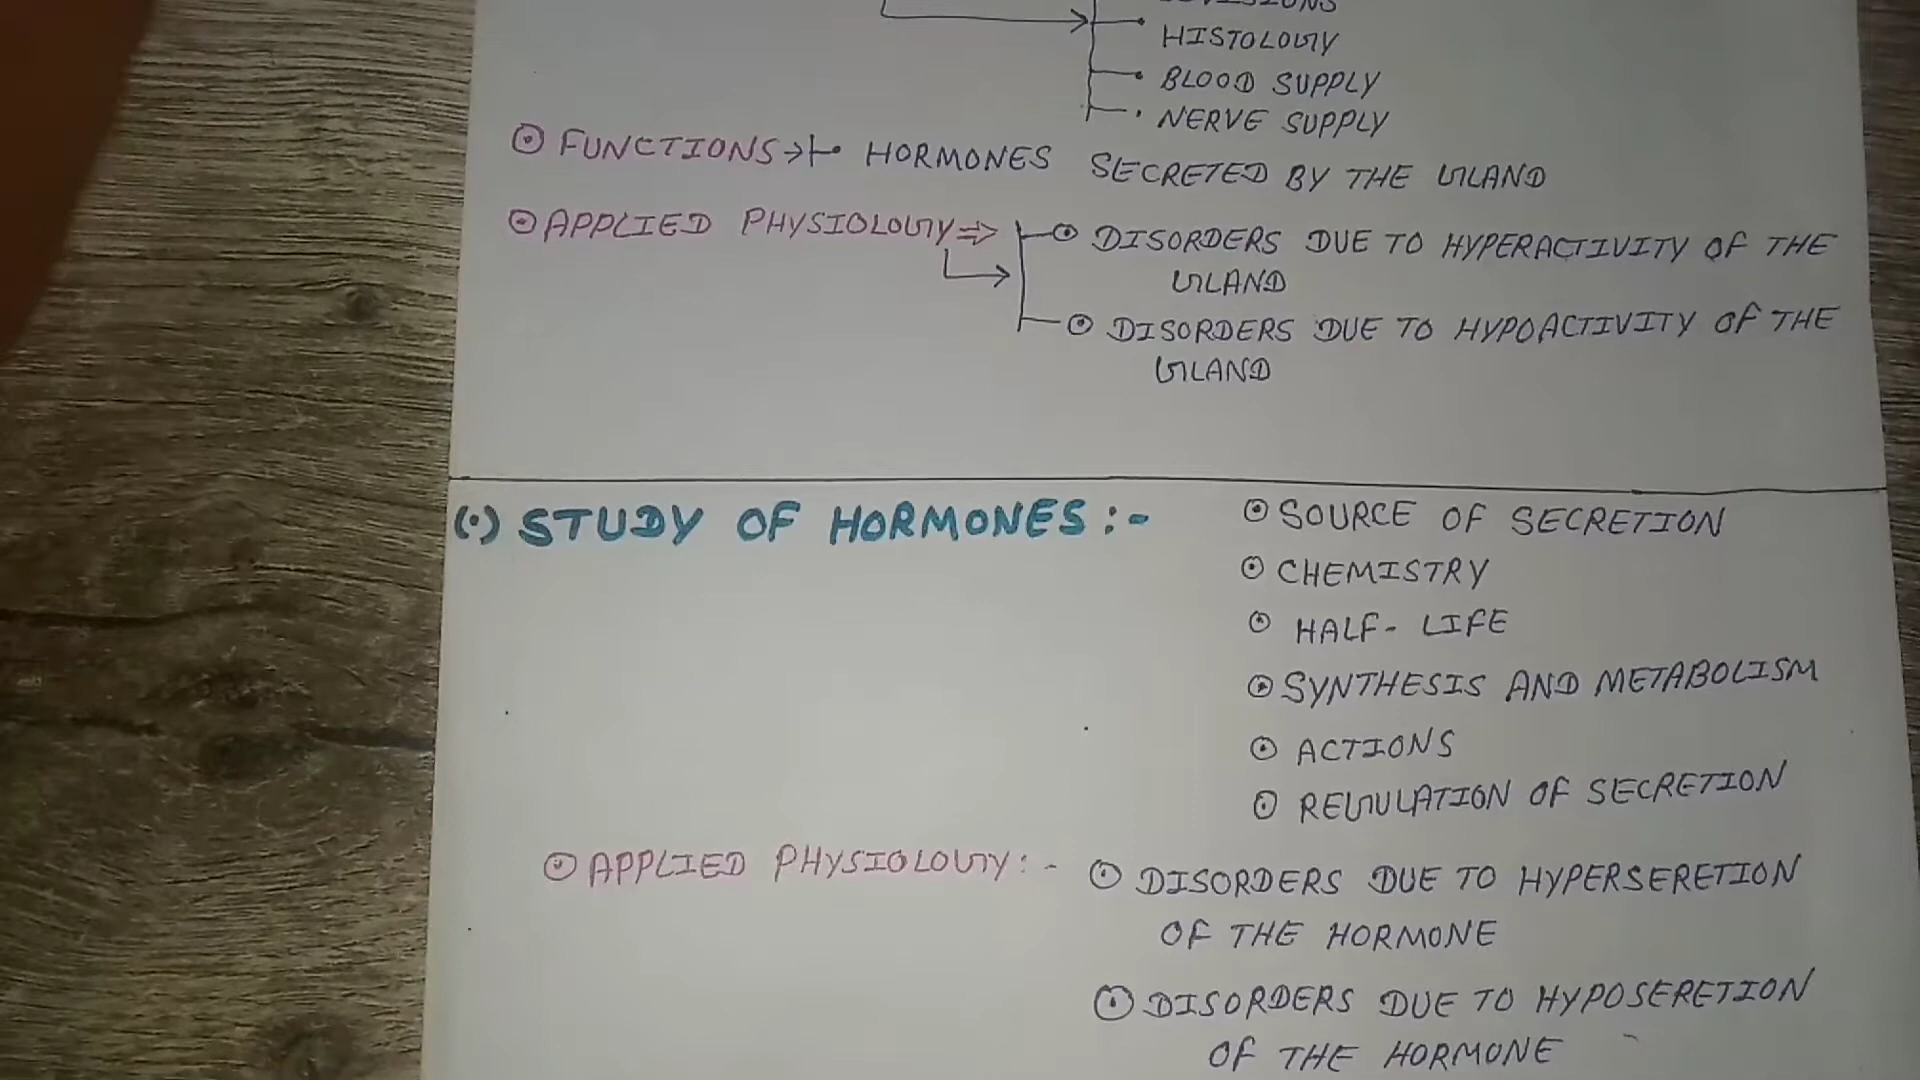 HISTOLOGY
BLOOD SUPPLY
NERVE SUPPLY
FUNCTIONS → HORMONES SECRETED BY THE GLAND
APPLIED PHYSIOLOGY ⇒ DISORDERS DUE TO HYPERACTIVITY OF THE
GLAND
DISORDERS DUE TO HYPOACTIVITY OF THE
GLAND
(·) STUDY OF HORMONES :-
SOURCE OF SECRETION
CHEMISTRY
HALF-LIFE
SYNTHESIS AND METABOLISM
ACTIONS
REGULATION OF SECRETION
APPLIED PHYSIOLOGY :- DISORDERS DUE TO HYPERSERETION
OF THE HORMONE
DISORDERS DUE TO HYPOSERETION
OF THE HORMONE